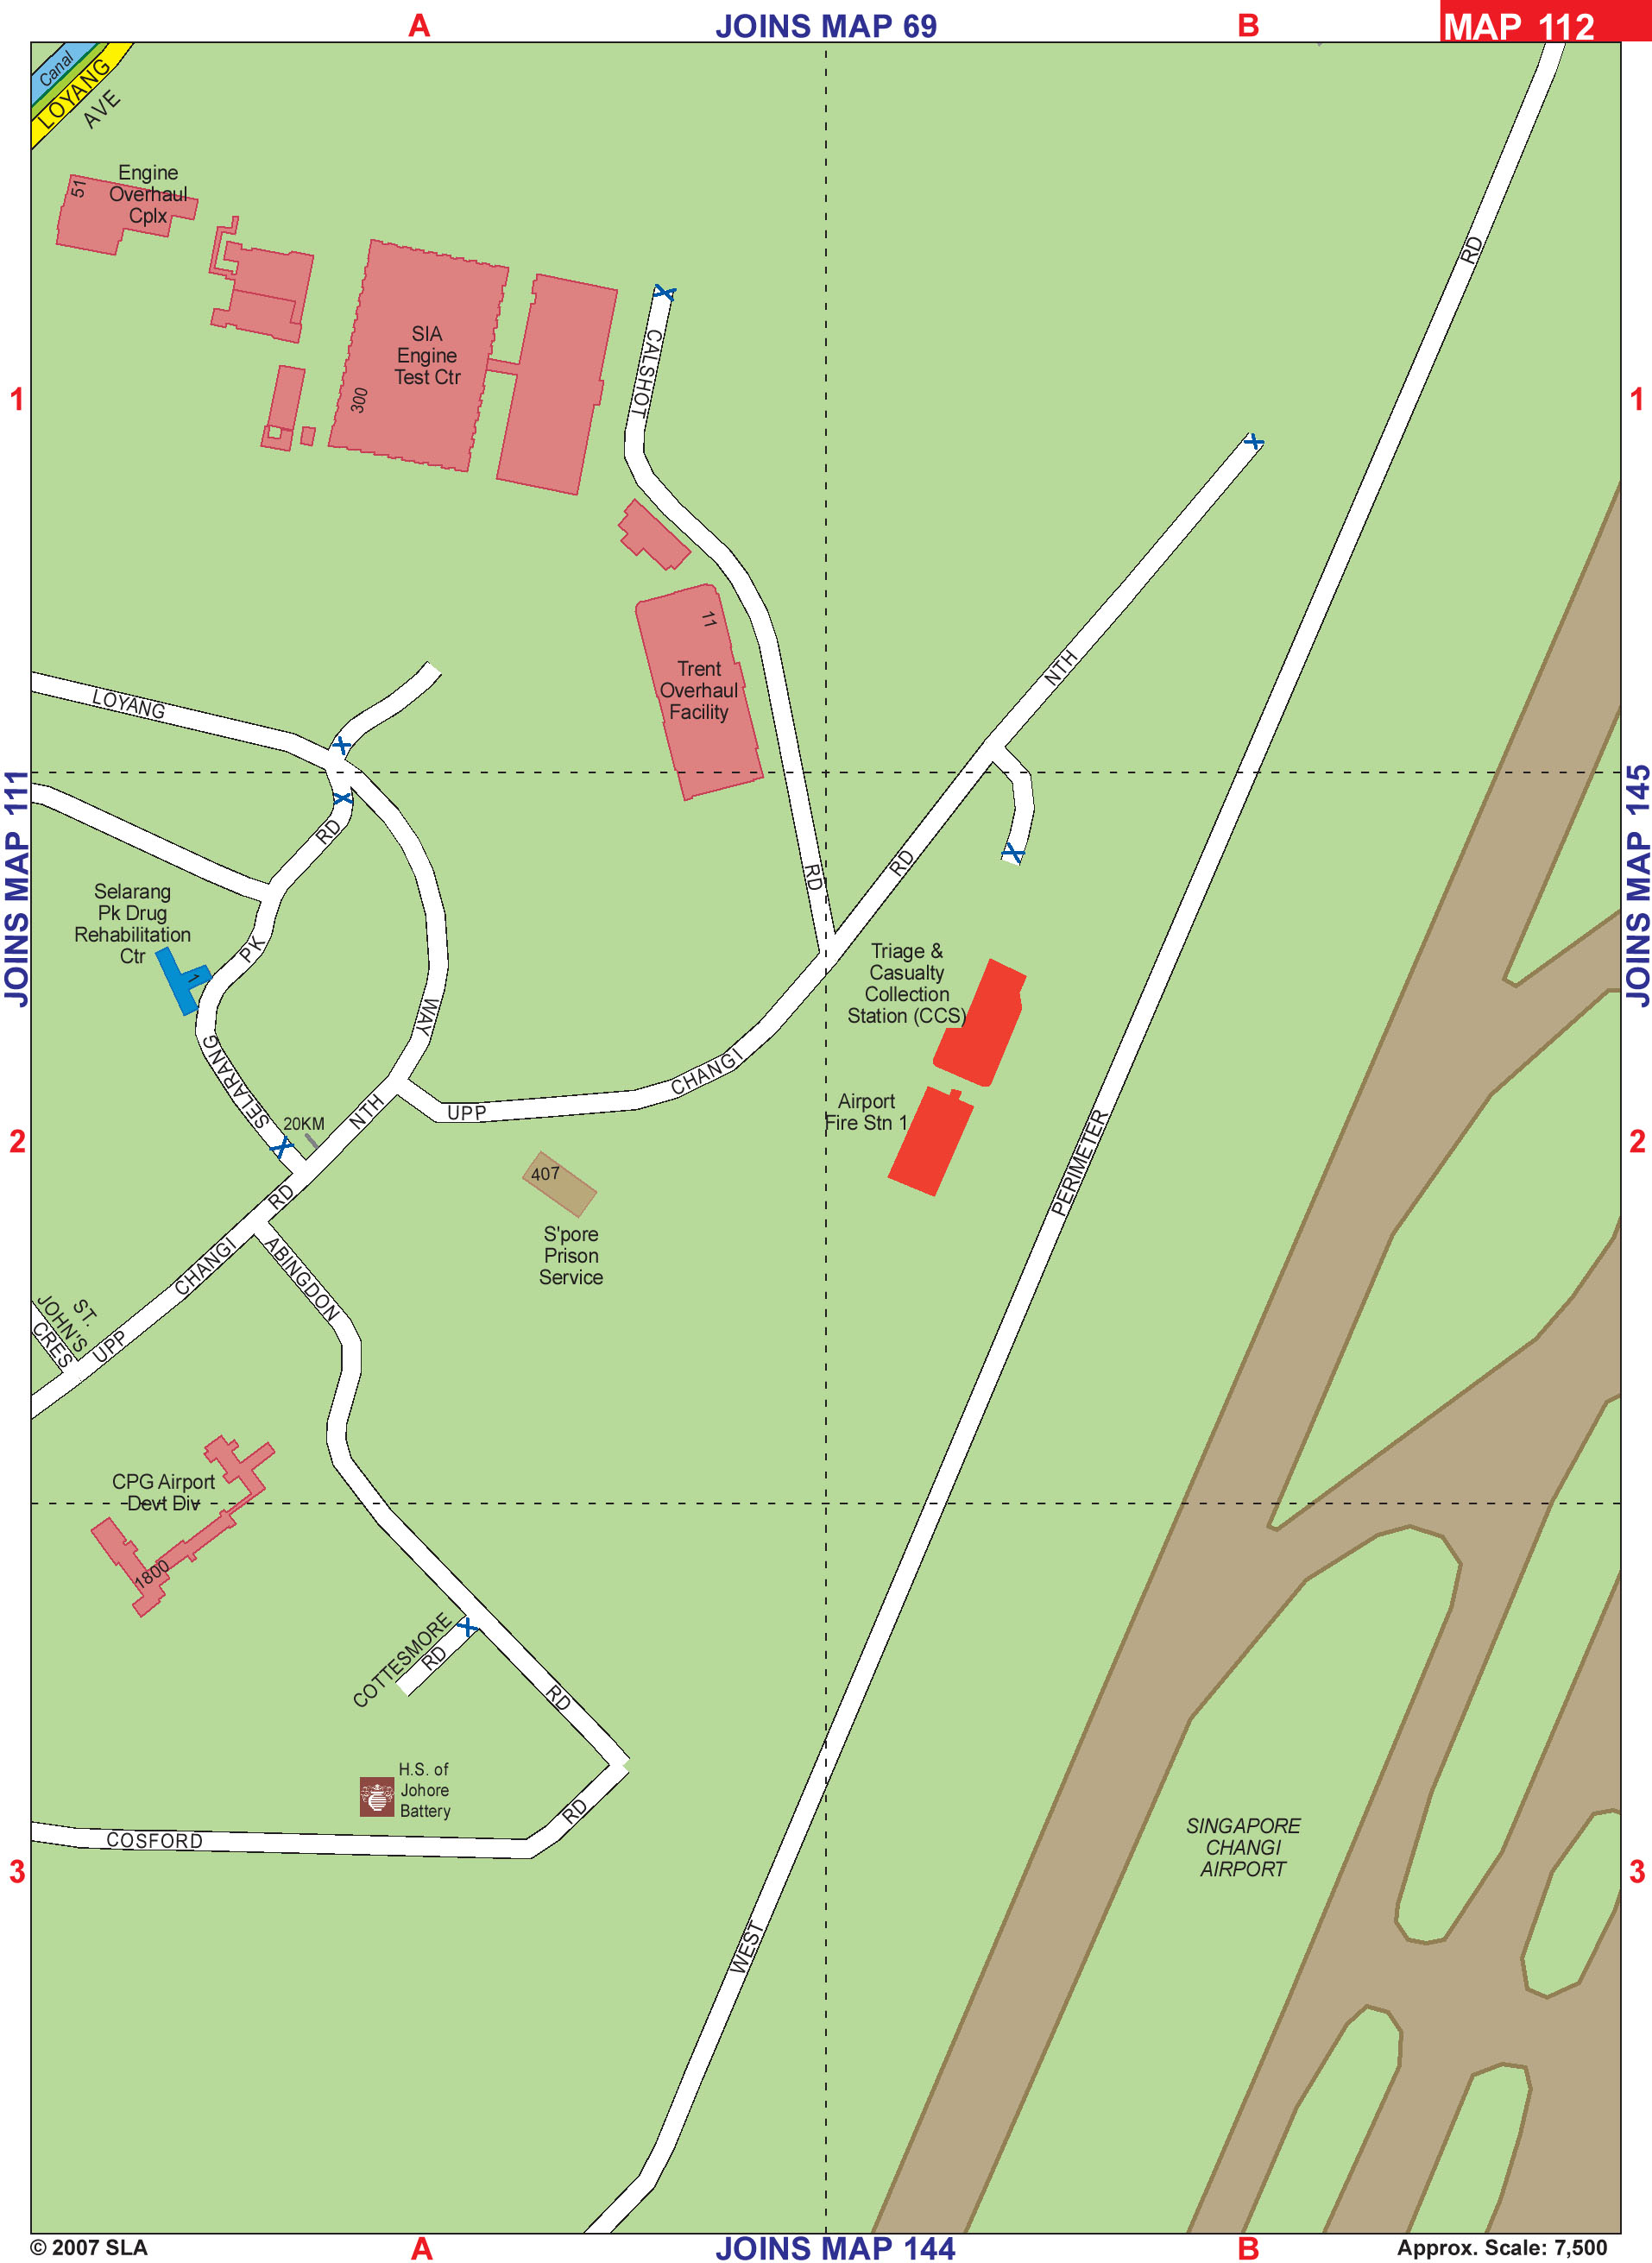 A
JOINS MAP 69
B
MAP 112
Canal
LOYANG
AVE
Engine
Overhaul
Cplx
51
SIA
Engine
Test Ctr
300
CALSHOT
RD
1
1
11
Trent
Overhaul
Facility
NTH
LOYANG
JOINS MAP 111
JOINS MAP 145
RD
RD
RD
Selarang
Pk Drug
Rehabilitation
Ctr
1
PK
WAY
SELARANG
Triage &
Casualty
Collection
Station (CCS)
CHANGI
UPP
Airport
Fire Stn 1
20KM
NTH
PERIMETER
2
2
407
S'pore
Prison
Service
RD
CHANGI
ABINGDON
ST.
JOHN'S
CRES
UPP
CPG Airport
Devt Div
1800
COTTESMORE
RD
RD
H.S. of
Johore
Battery
RD
COSFORD
SINGAPORE
CHANGI
AIRPORT
3
3
WEST
© 2007 SLA
A
JOINS MAP 144
B
Approx. Scale: 7,500